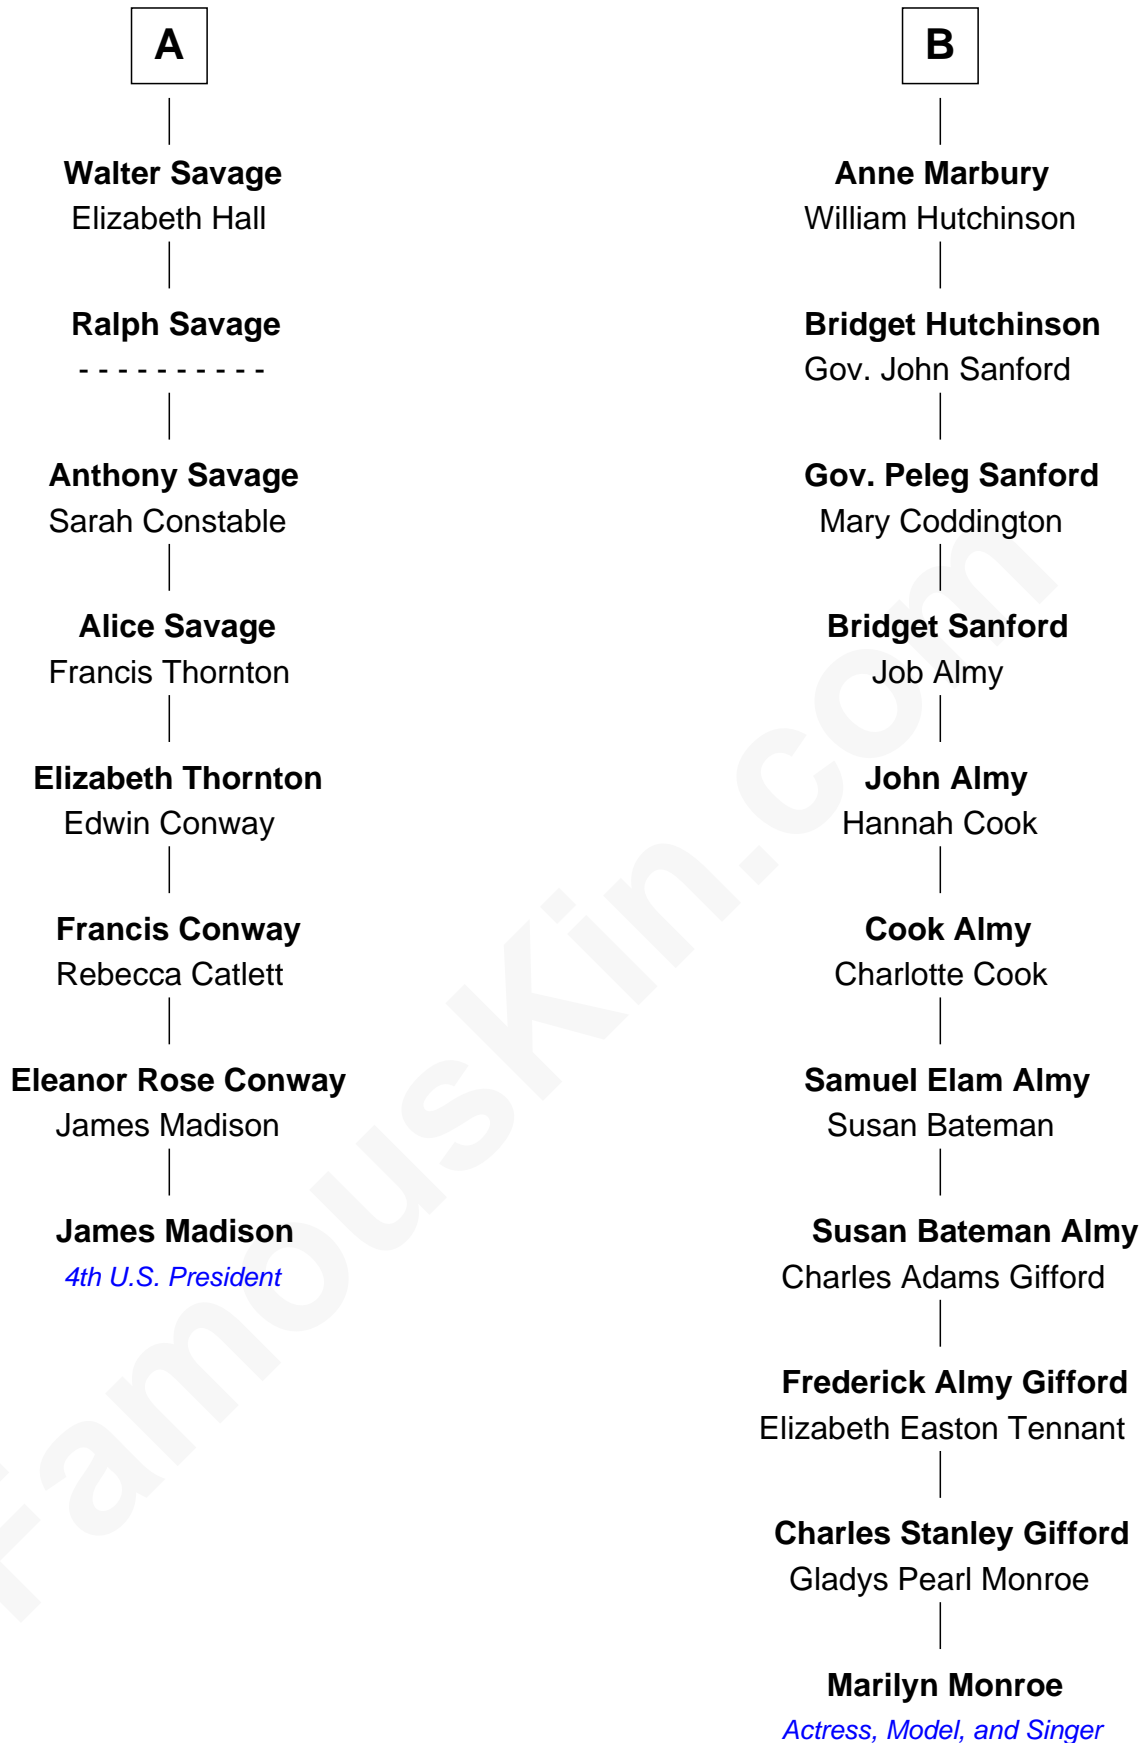 A
Walter Savage
Elizabeth Hall
Ralph Savage
- - - - - - - - - -
Anthony Savage
Sarah Constable
Alice Savage
Francis Thornton
Elizabeth Thornton
Edwin Conway
Francis Conway
Rebecca Catlett
Eleanor Rose Conway
James Madison
James Madison
4th U.S. President
B
Anne Marbury
William Hutchinson
Bridget Hutchinson
Gov. John Sanford
Gov. Peleg Sanford
Mary Coddington
Bridget Sanford
Job Almy
John Almy
Hannah Cook
Cook Almy
Charlotte Cook
Samuel Elam Almy
Susan Bateman
Susan Bateman Almy
Charles Adams Gifford
Frederick Almy Gifford
Elizabeth Easton Tennant
Charles Stanley Gifford
Gladys Pearl Monroe
Marilyn Monroe
Actress, Model, and Singer
FamousKin.com